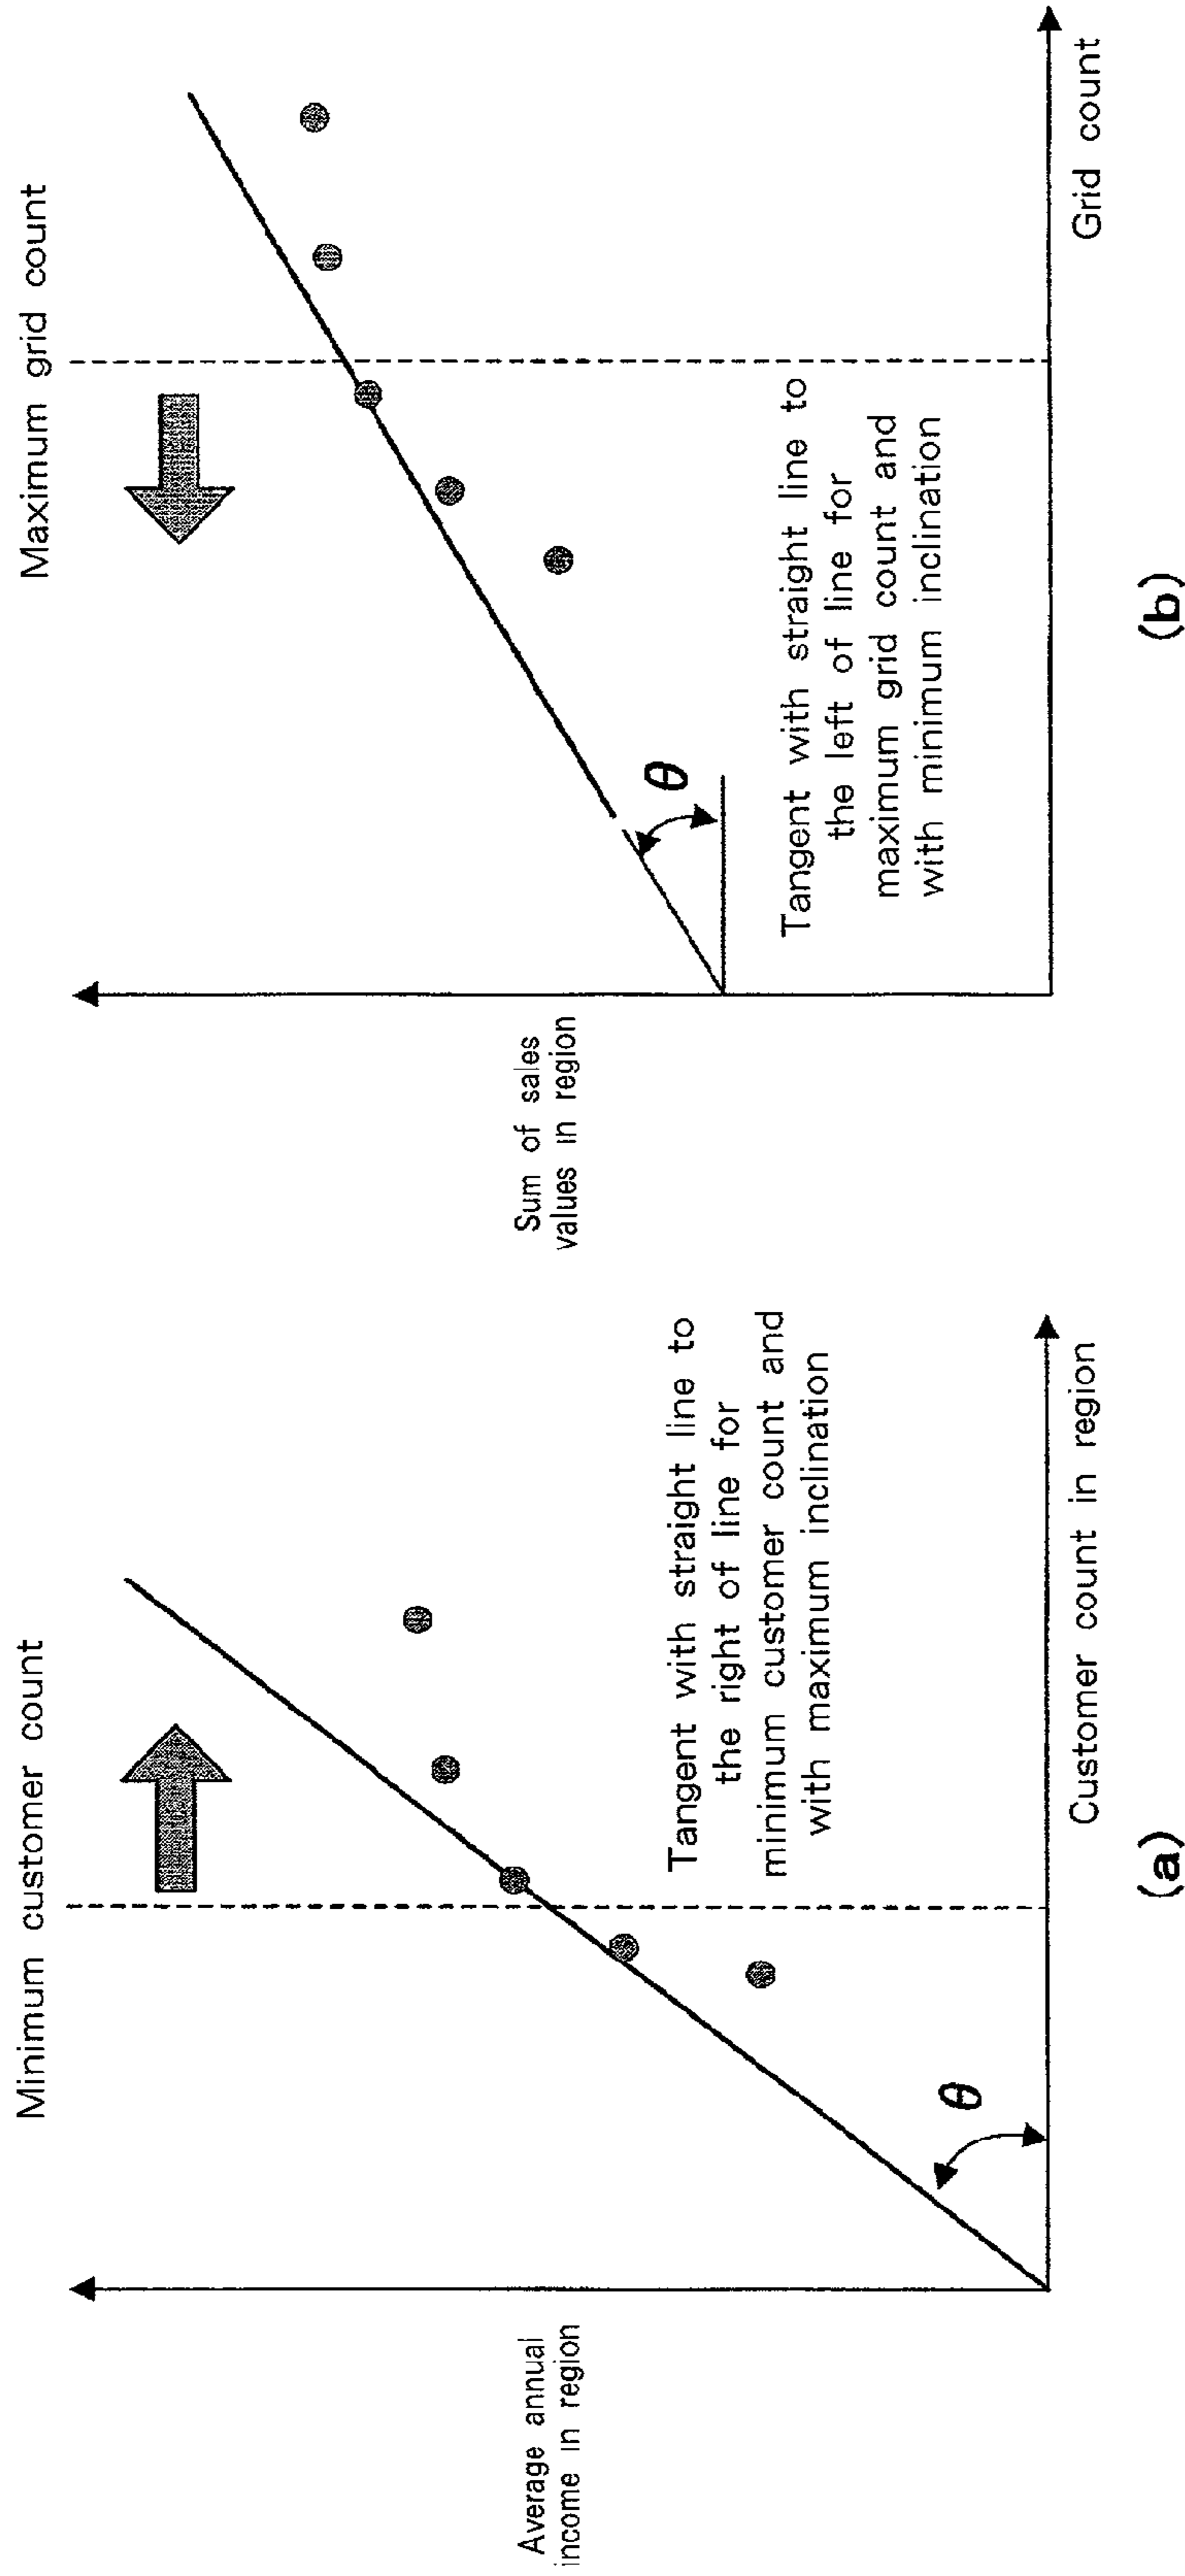 Minimum customer count
Average annual
income in region
θ
Tangent with straight line to
the right of line for
minimum customer count and
with maximum inclination
Customer count in region
(a)
Maximum grid count
Sum of sales
values in region
θ
Tangent with straight line to
the left of line for
maximum grid count and
with minimum inclination
Grid count
(b)